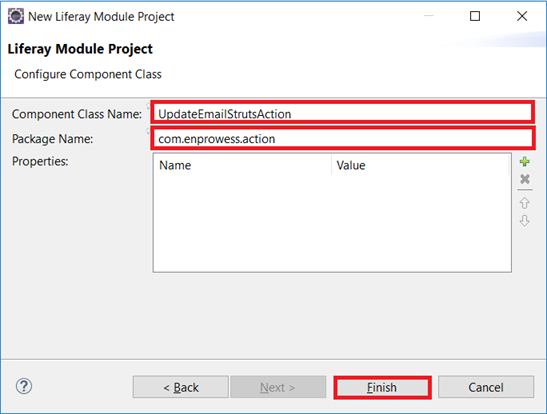 New Liferay Module Project
Liferay Module Project
Configure Component Class
Component Class Name: UpdateEmailStrutsAction
Package Name: com.enprowess.action
Properties: Name Value
? < Back Next > Finish Cancel